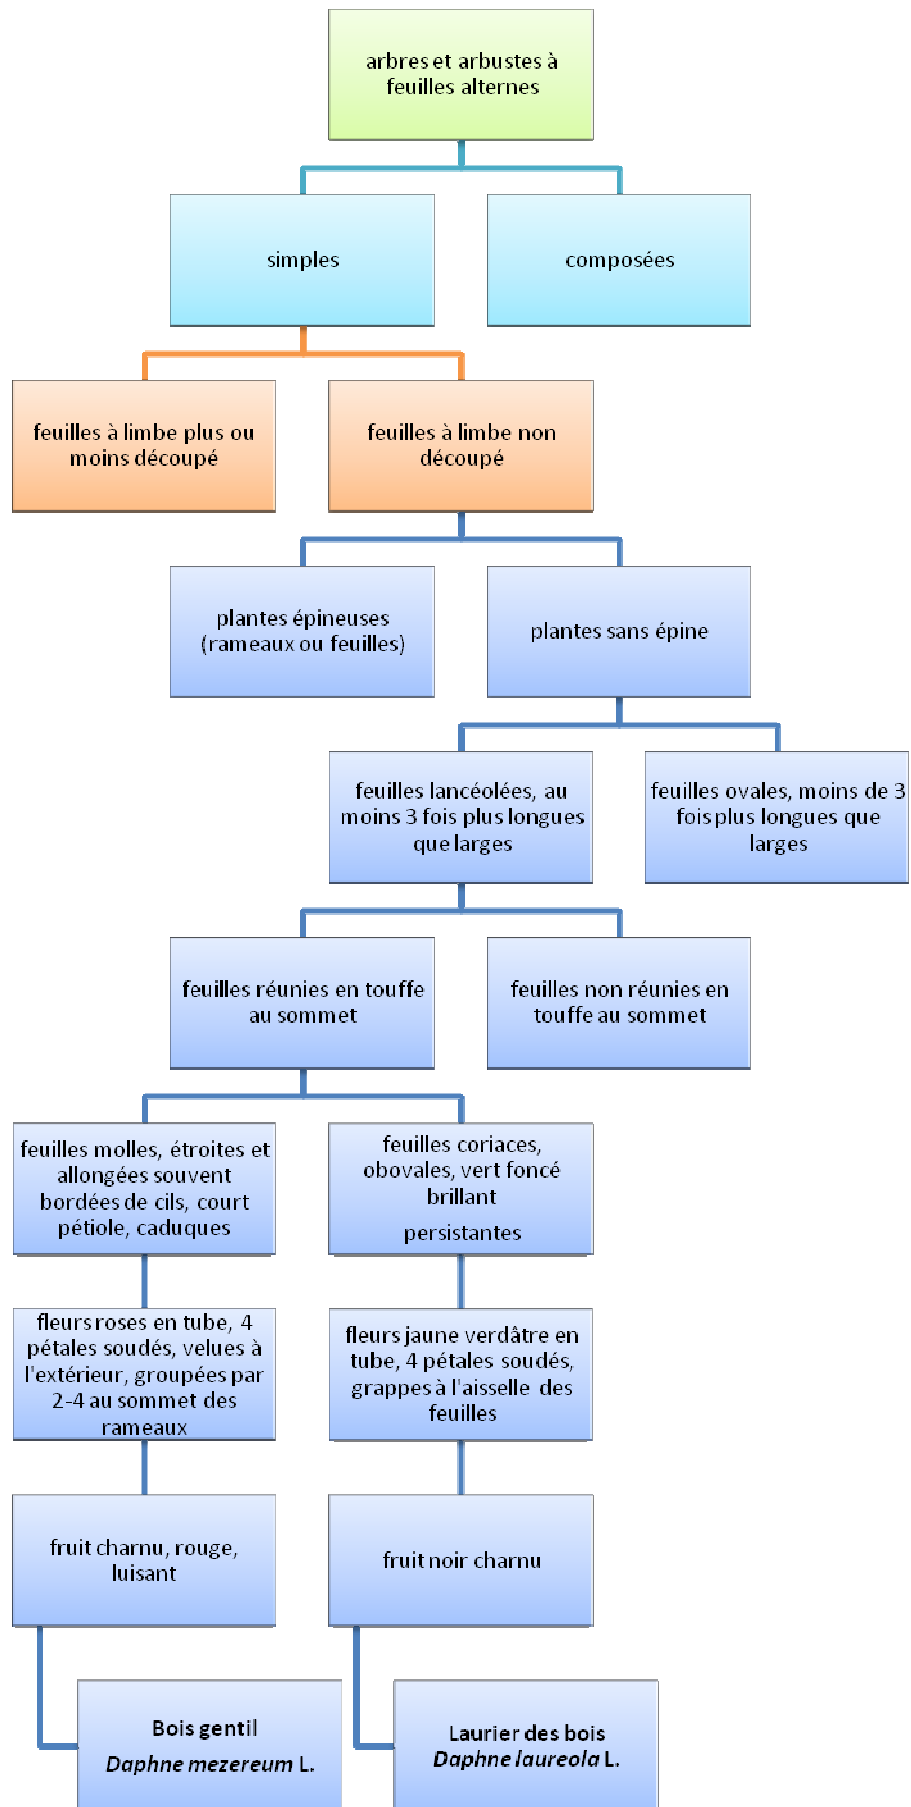 arbres et arbustes à
feuilles alternes
simples
composées
feuilles à limbe plus ou
moins découpé
feuilles à limbe non
découpé
plantes épineuses
(rameaux ou feuilles)
plantes sans épine
feuilles lancéolées, au
moins 3 fois plus longues
que larges
feuilles ovales, moins de 3
fois plus longues que
larges
feuilles réunies en touffe
au sommet
feuilles non réunies en
touffe au sommet
feuilles molles, étroites et
allongées souvent
bordées de cils, court
pétiole, caduques
feuilles coriaces,
obovales, vert foncé
brillant
persistantes
fleurs roses en tube, 4
pétales soudés, velues à
l'extérieur, groupées par
2-4 au sommet des
rameaux
fleurs jaune verdâtre en
tube, 4 pétales soudés,
grappes à l'aisselle des
feuilles
fruit charnu, rouge,
luisant
fruit noir charnu
Bois gentil
Daphne mezereum L.
Laurier des bois
Daphne laureola L.